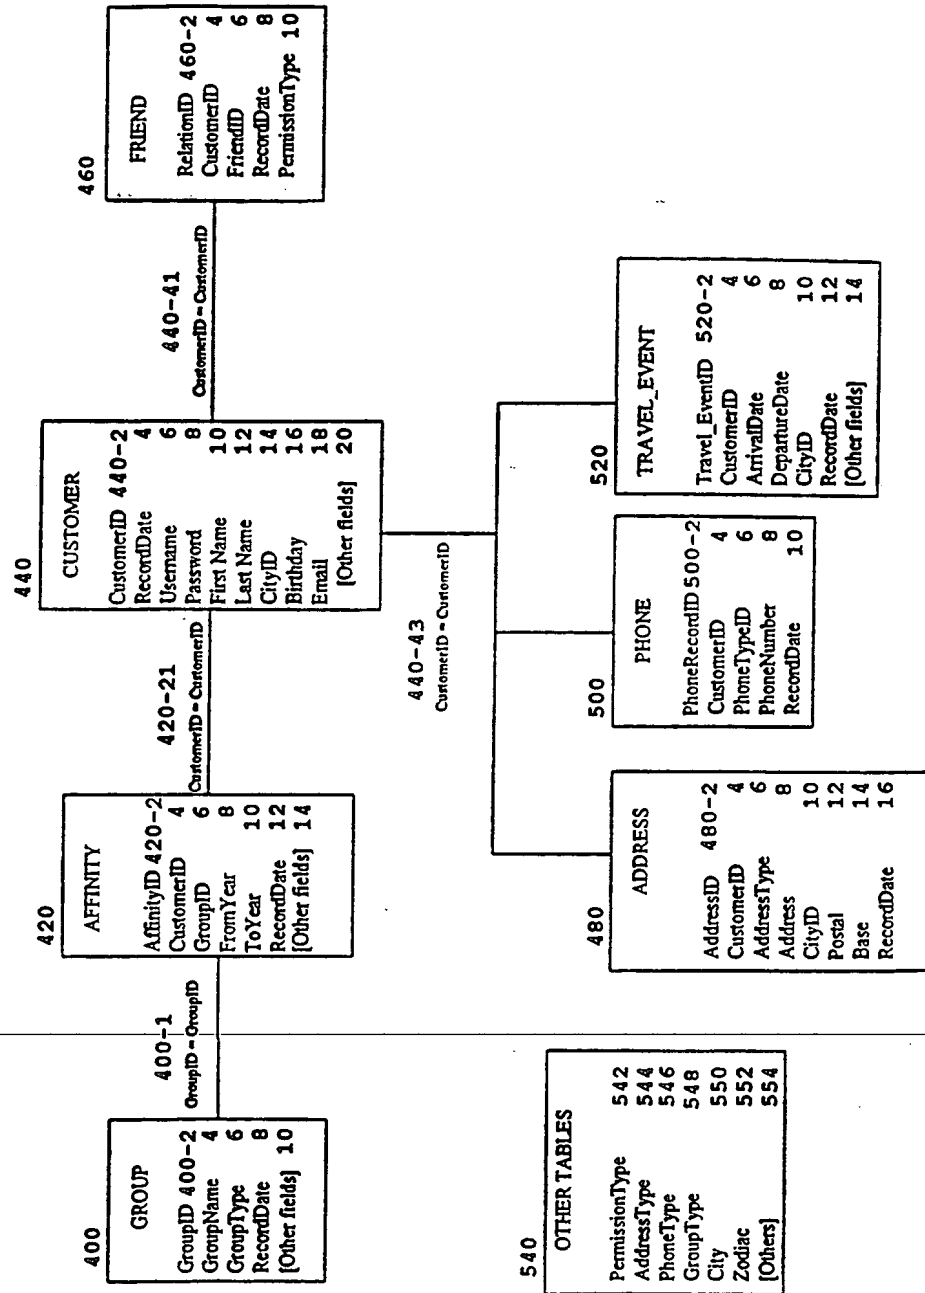 400
GROUP
GroupID 400-2
GroupName 4
GroupType 6
RecordDate 8
[Other fields] 10
400-1
GroupID = GroupID
420
AFFINITY
AffinityID 420-2
CustomerID 4
GroupID 6
FromYear 8
ToYear 10
RecordDate 12
[Other fields] 14
420-21
CustomerID = CustomerID
440
CUSTOMER
CustomerID 440-2
RecordDate 4
Username 6
Password 8
First Name 10
Last Name 12
CityID 14
Birthday 16
Email 18
[Other fields] 20
440-41
CustomerID = CustomerID
460
FRIEND
RelationID 460-2
CustomerID 4
FriendID 6
RecordDate 8
PermissionType 10
440-43
CustomerID = CustomerID
540
OTHER TABLES
PermissionType 542
AddressType 544
PhoneType 546
GroupType 548
City 550
Zodiac 552
[Others] 554
480
ADDRESS
AddressID 480-2
CustomerID 4
AddressType 6
Address 8
CityID 10
Postal 12
Base 14
RecordDate 16
500
PHONE
PhoneRecordID 500-2
CustomerID 4
PhoneTypeID 6
PhoneNumber 8
RecordDate 10
520
TRAVEL_EVENT
Travel_EventID 520-2
CustomerID 4
ArrivalDate 6
DepartureDate 8
CityID 10
RecordDate 12
[Other fields] 14